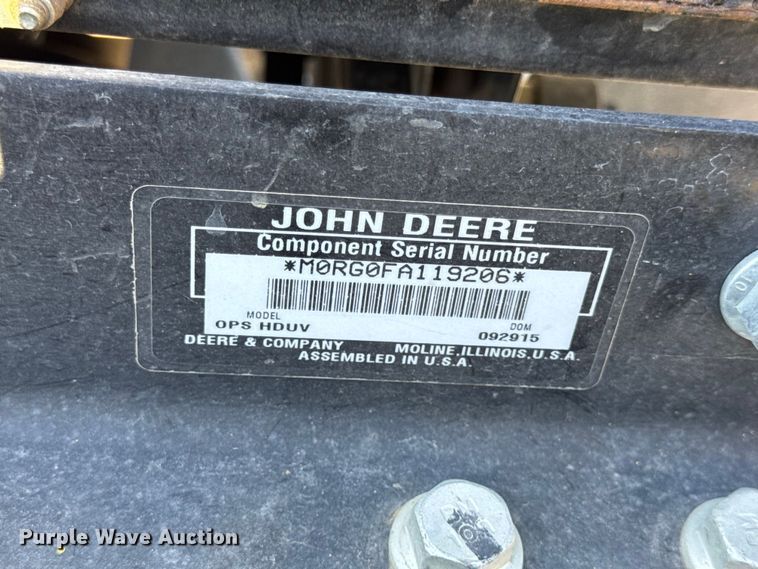 JOHN DEERE
Component Serial Number
*M0RG0FA119206*
MODEL
DOM
OPS HDUV
092915
DEERE & COMPANY
MOLINE, ILLINOIS, U.S.A.
ASSEMBLED IN U.S.A.
Purple Wave Auction